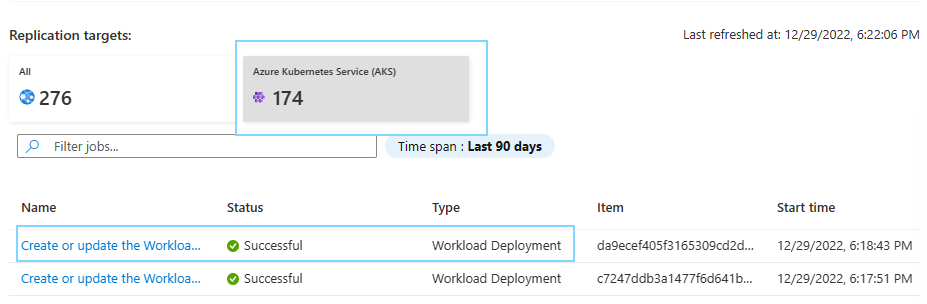 Replication targets:
Last refreshed at: 12/29/2022, 6:22:06 PM
All
276
Azure Kubernetes Service (AKS)
174
Filter jobs...
Time span : Last 90 days
Name Status Type Item Start time
Create or update the Workloa... Successful Workload Deployment da9ecef405f3165309cd2d... 12/29/2022, 6:18:43 PM
Create or update the Workloa... Successful Workload Deployment c7247ddb3a1477f6d641b... 12/29/2022, 6:17:51 PM